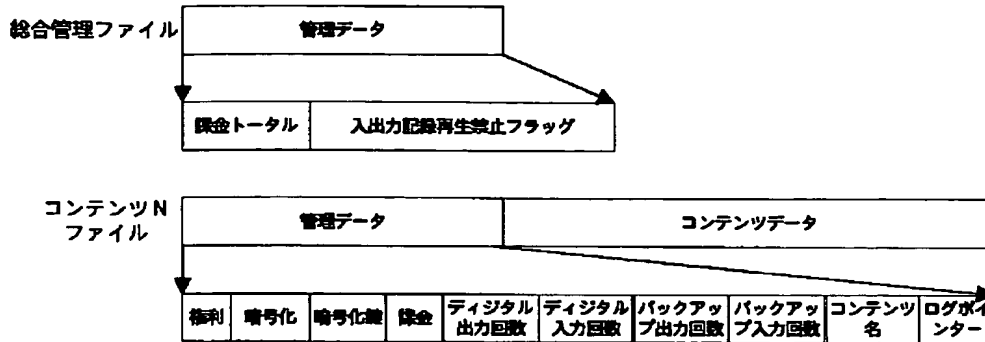 総合管理ファイル
管理データ
課金トータル
入出力記録再生禁止フラッグ
コンテンツN
ファイル
管理データ
コンテンツデータ
権利
暗号化
暗号化鍵
課金
ディジタル
出力回数
ディジタル
入力回数
バックアッ
プ出力回数
バックアッ
プ入力回数
コンテンツ
名
ログポイ
ンター